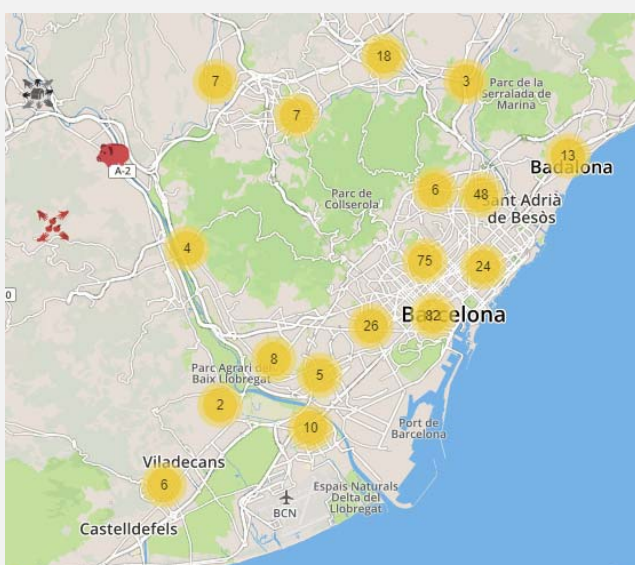 18
7
3
Parc de la
Serralada de
Marina
7
A-2
13
Badalona
Parc de
Collserola
6
48
Sant Adrià
de Besòs
4
75
24
0
Barcelona
82
26
8
Parc Agrari del
Baix Llobregat
5
2
10
Port de
Barcelona
Viladecans
6
Espais Naturals
Delta del
Llobregat
BCN
Castelldefels